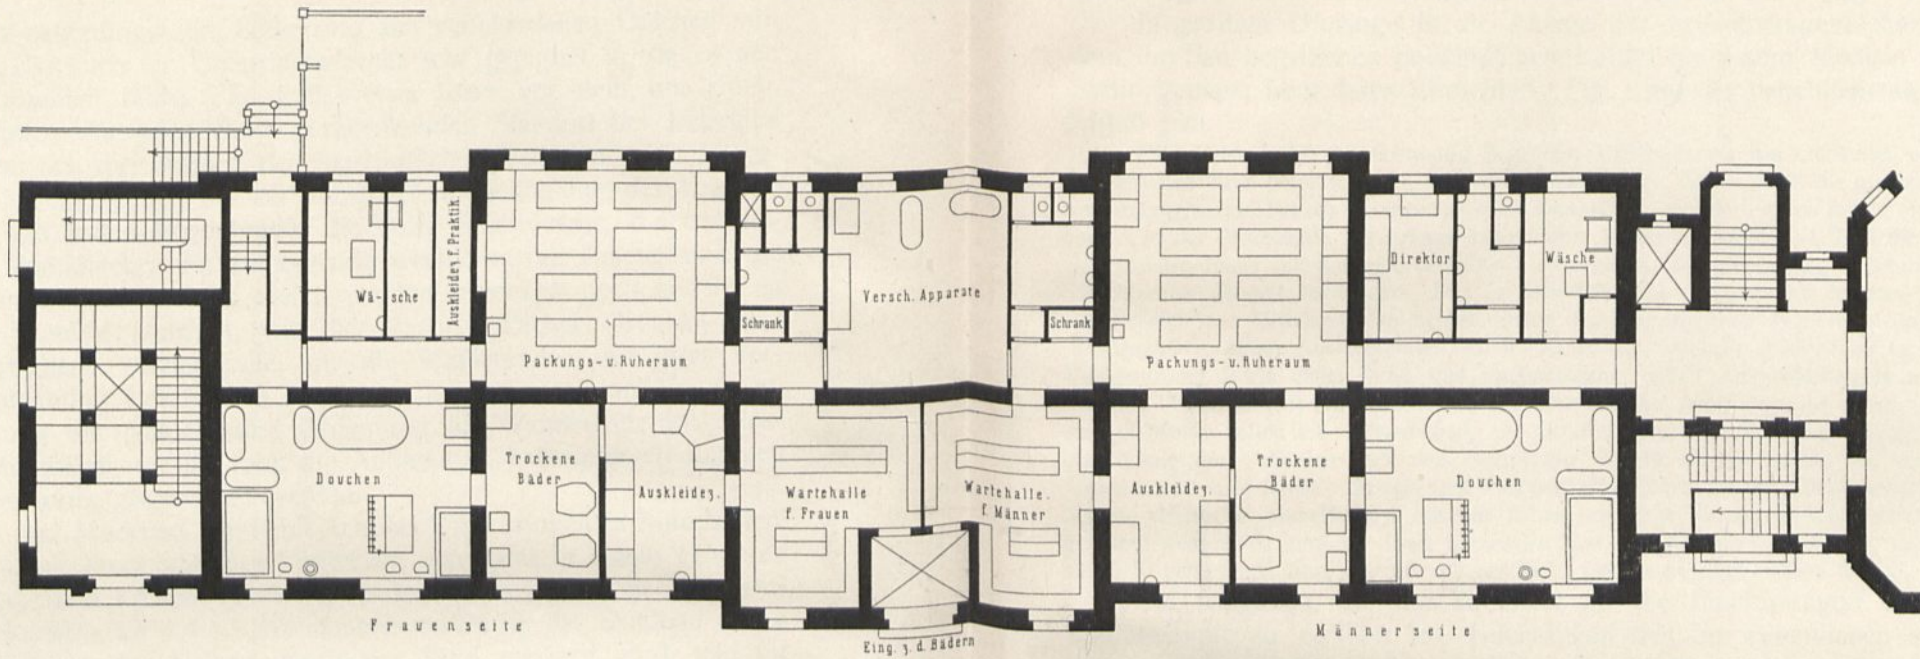 Wä-sche
Auskleidez. f. Praktik.
Packungs-u. Ruheraum
Schrank
Versch. Apparate
Schrank
Packungs-u. Ruheraum
Direktor
Wäsche
Douchen
Trockene
Bäder
Auskleidez.
Wartehalle
f. Frauen
Wartehalle.
f. Männer
Auskleidez.
Trockene
Bäder
Douchen
Frauenseite
Eing. z. d. Bädern
Männerseite